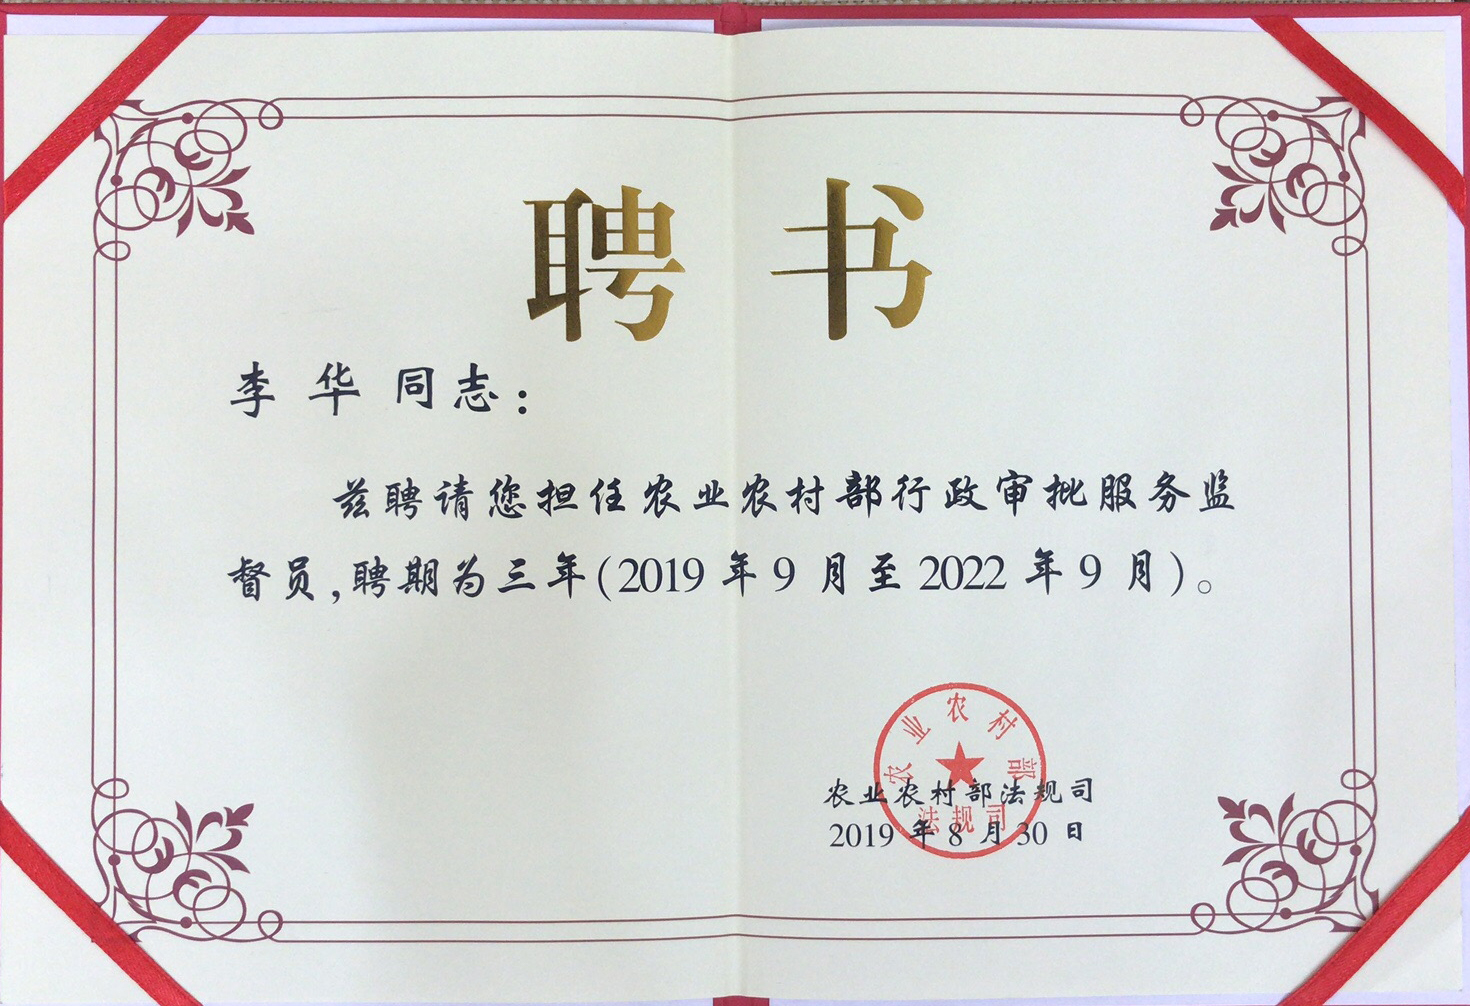 聘书
李华同志：
兹聘请您担任农业农村部行政审批服务监
督员，聘期为三年(2019年9月至2022年9月)。
农业农村部
法规司
农业农村部法规司
2019年8月30日